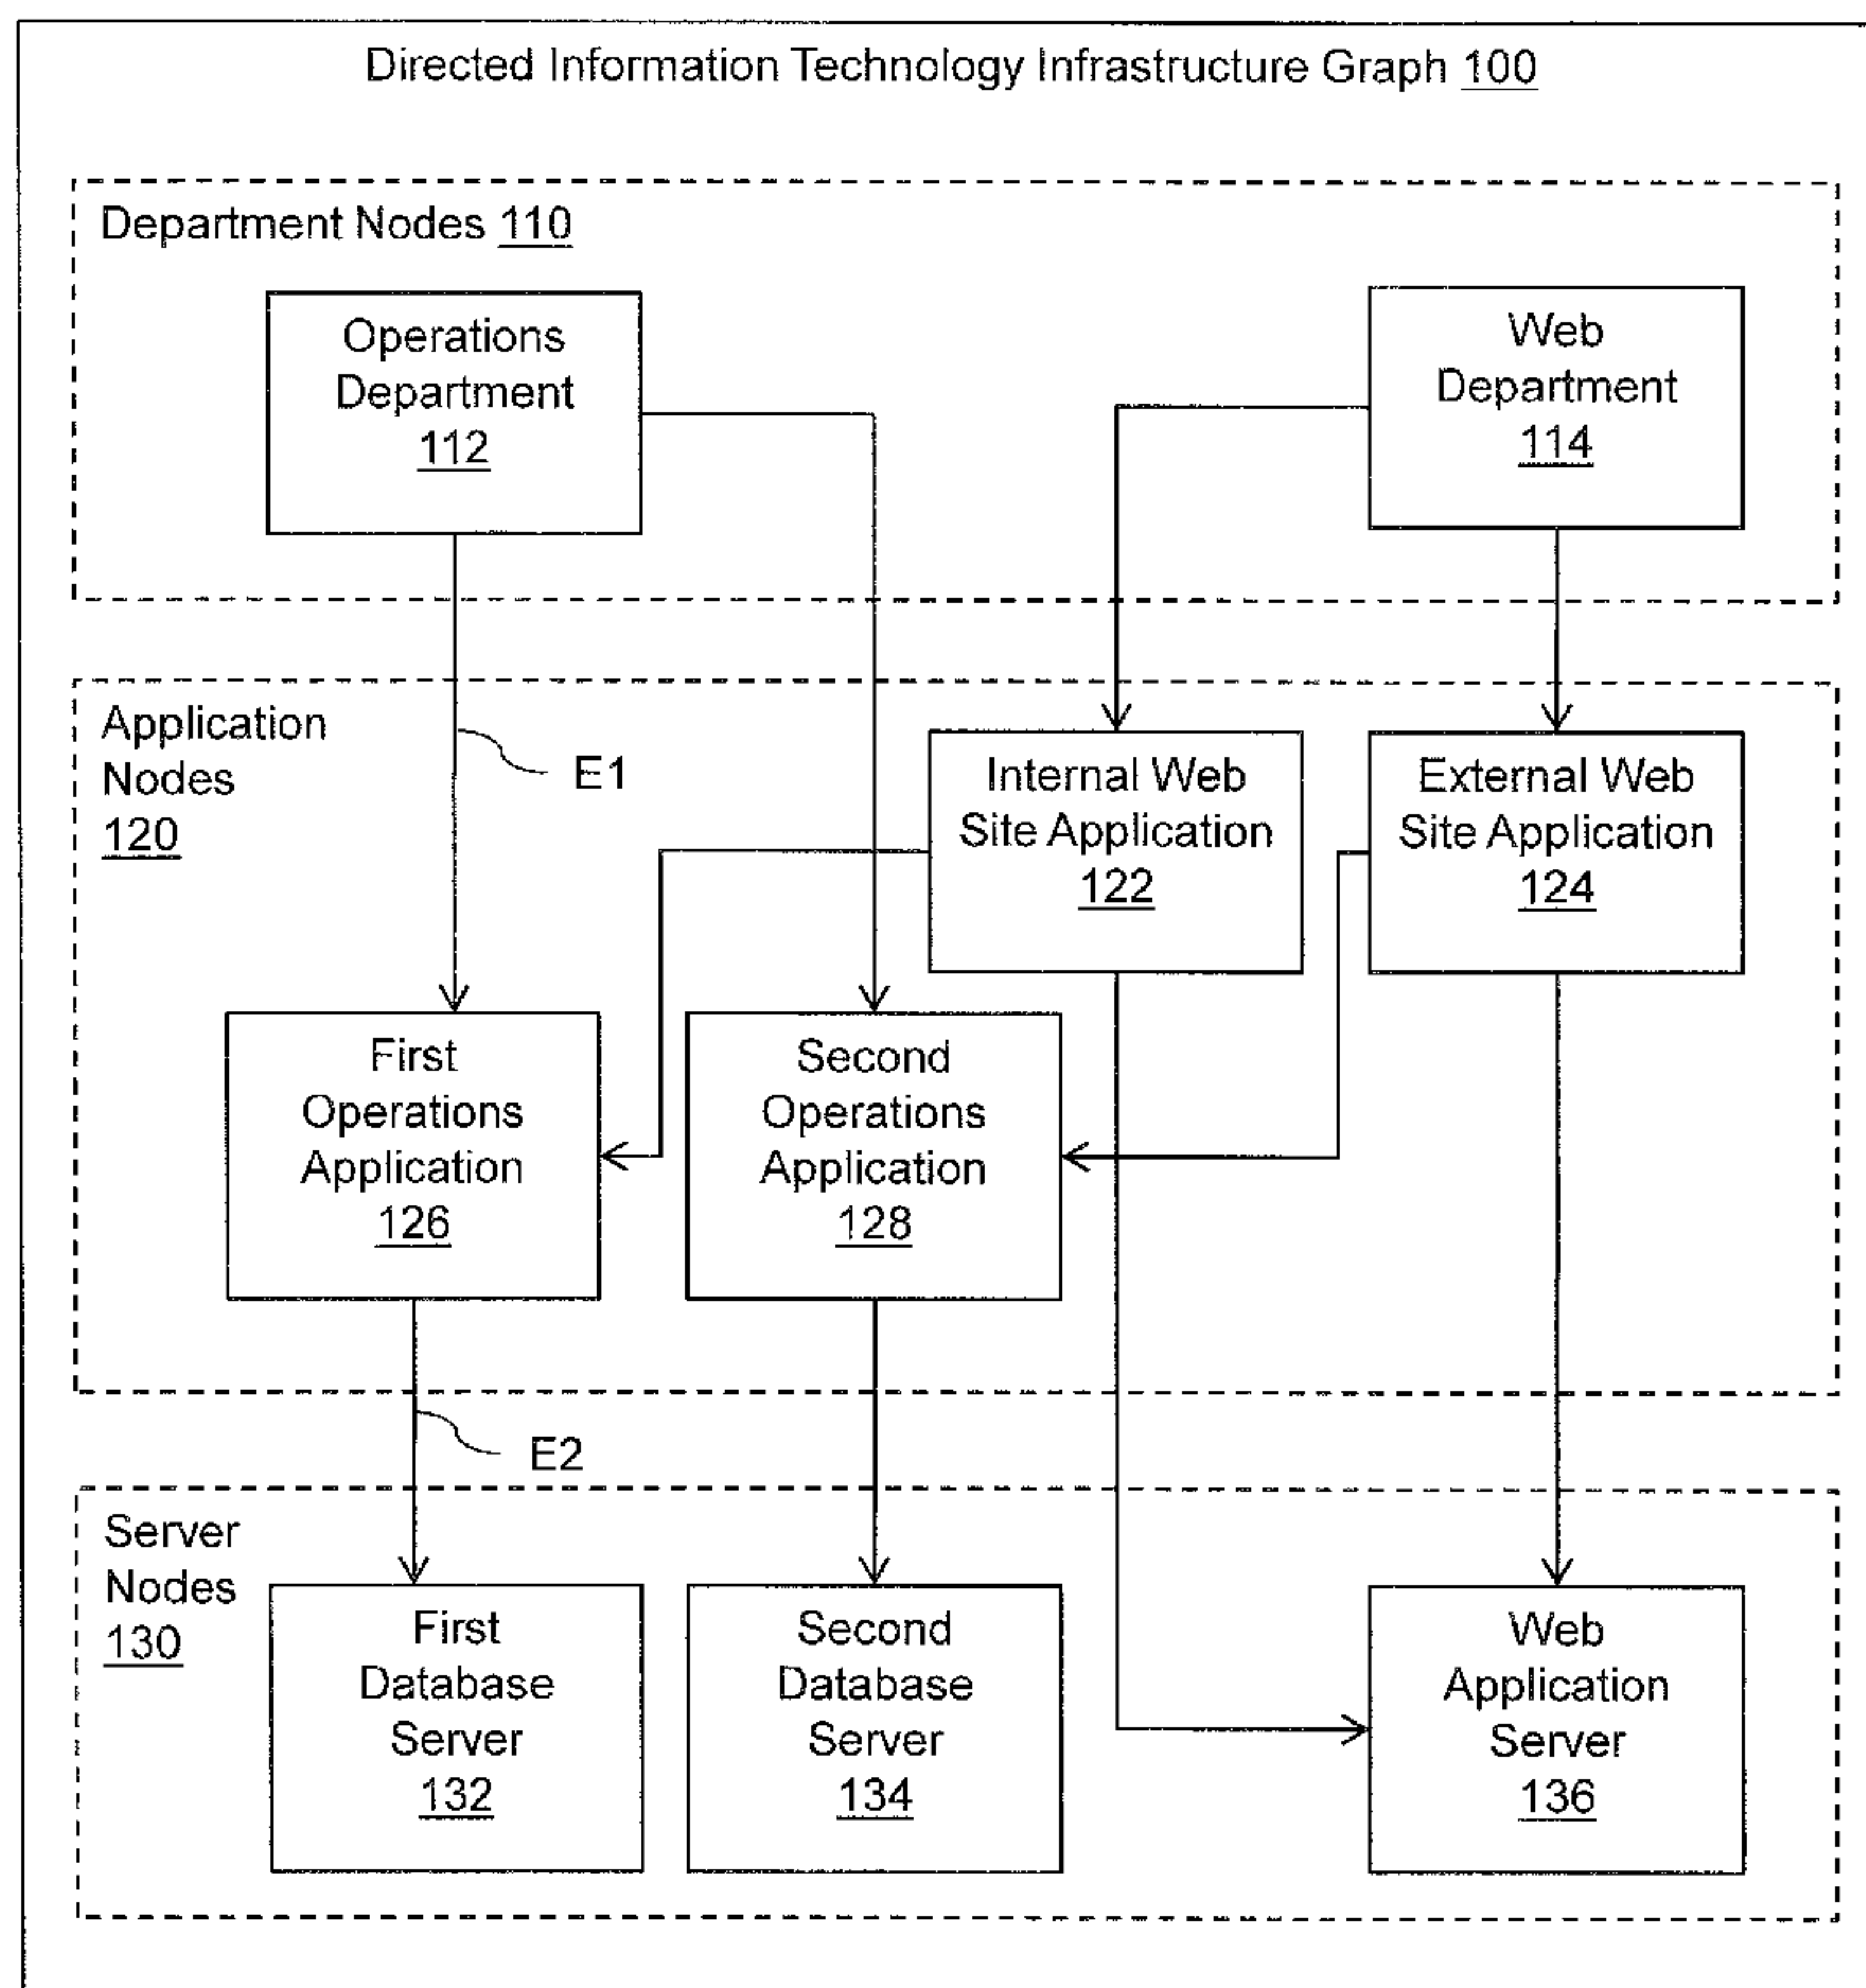 Directed Information Technology Infrastructure Graph 100
Department Nodes 110
Operations
Department
112
Web
Department
114
Application
Nodes
120
E1
Internal Web
Site Application
122
External Web
Site Application
124
First
Operations
Application
126
Second
Operations
Application
128
E2
Server
Nodes
130
First
Database
Server
132
Second
Database
Server
134
Web
Application
Server
136